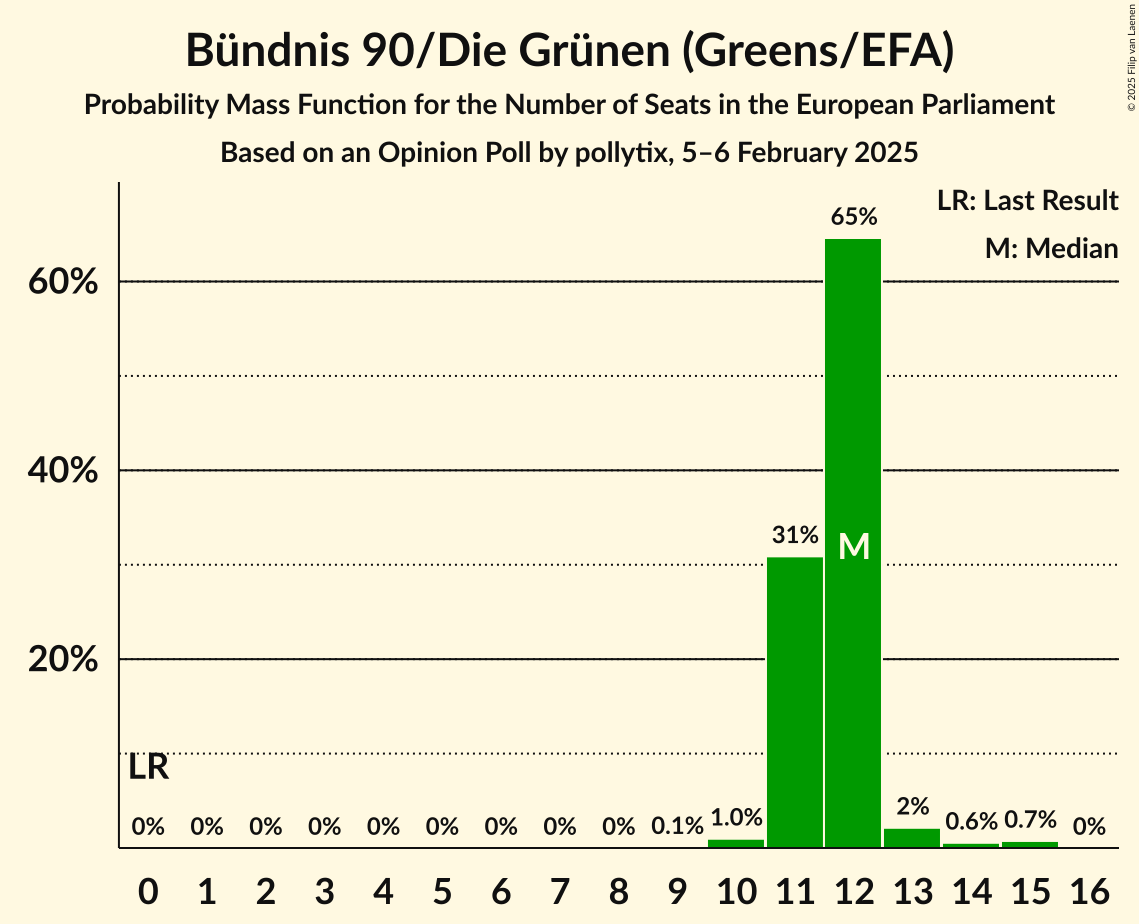 Bündnis 90/Die Grünen (Greens/EFA)
Probability Mass Function for the Number of Seats in the European Parliament
Based on an Opinion Poll by pollytix, 5–6 February 2025
© 2025 Filip van Laenen
LR: Last Result
M: Median
65%
60%
40%
31%
M
20%
LR
0% 0% 0% 0% 0% 0% 0% 0% 0% 0.1% 1.0% 2% 0.6% 0.7% 0%
0 1 2 3 4 5 6 7 8 9 10 11 12 13 14 15 16